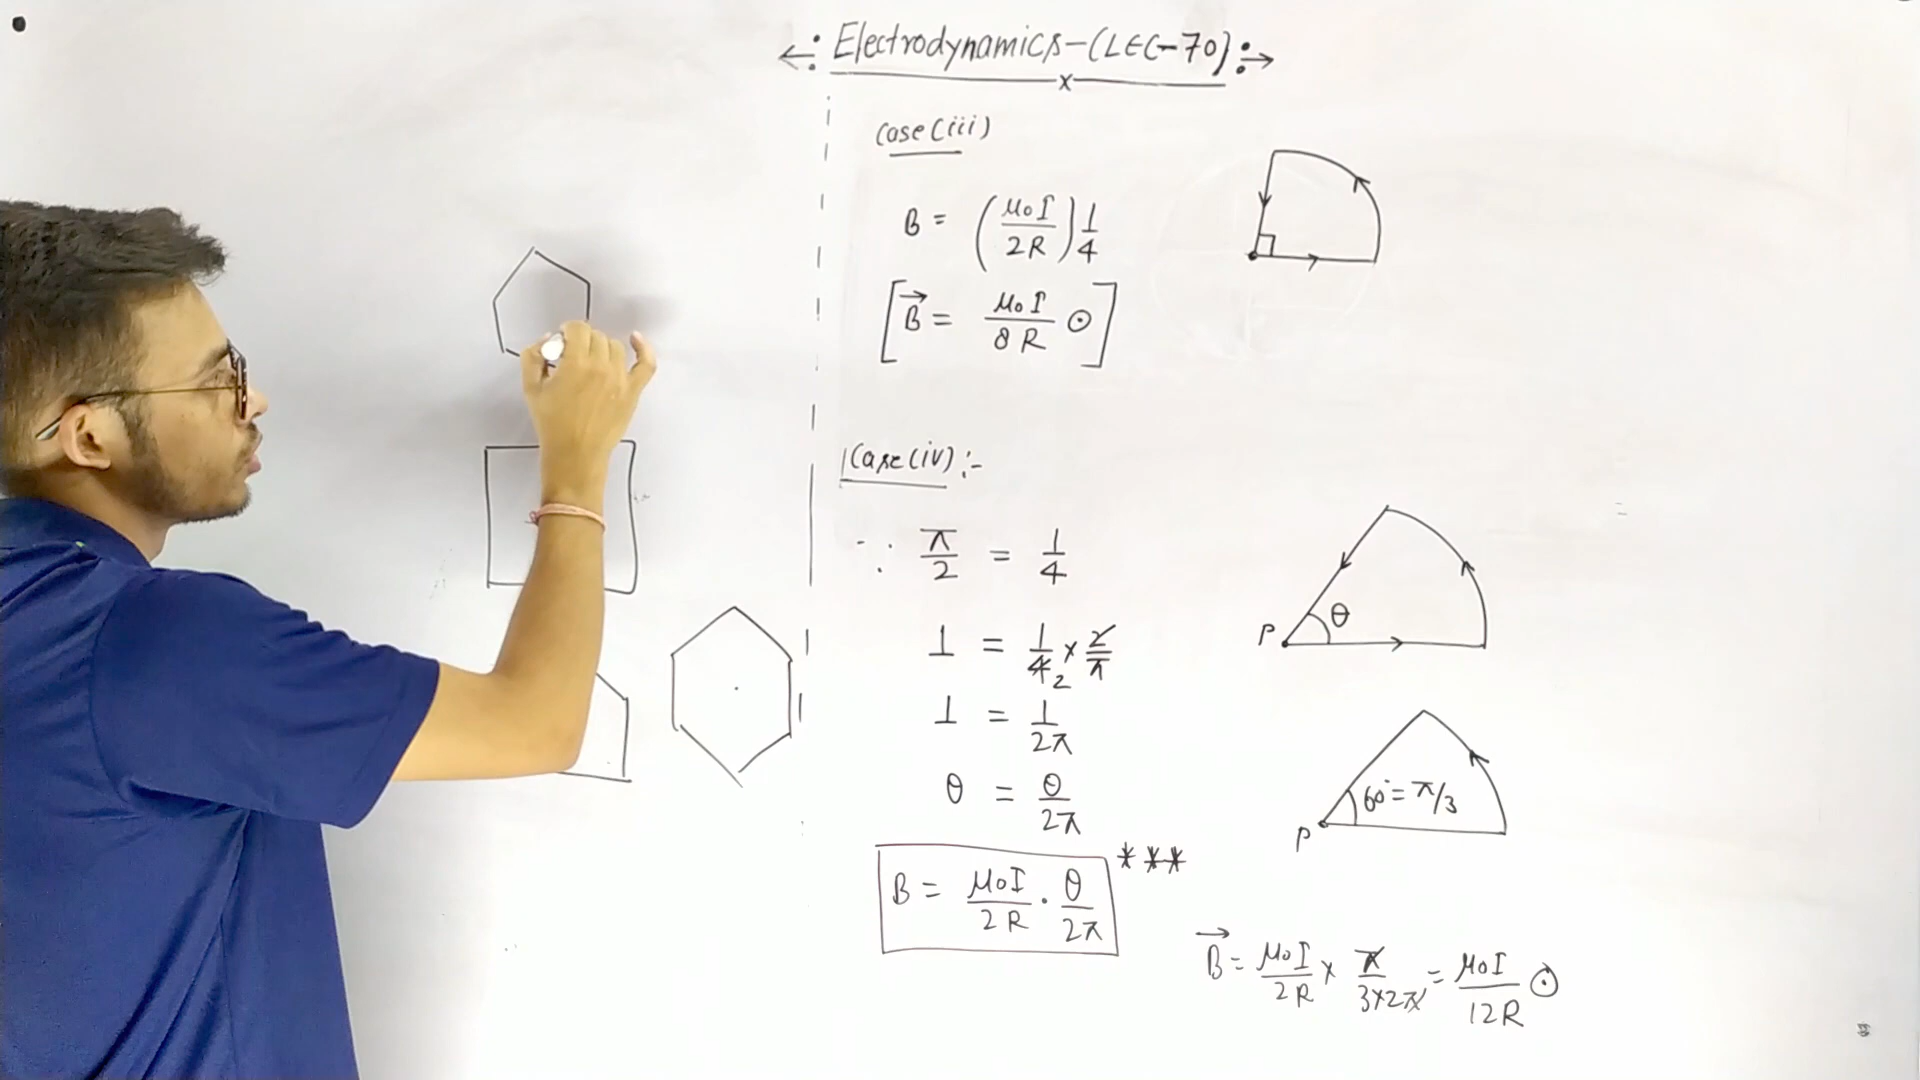 Electrodynamics-(LEC-70)
Case(iii)
B = (μ₀I/2R) 1/4
[B⃗ = μ₀I/8R ⊙]
Case(iv) :-
∵ π/2 = 1/4
1 = 1/4 × 2/π
2
1 = 1/2π
θ = θ/2π
B = μ₀I/2R · θ/2π ***
P θ
P 60° = π/3
B⃗ = μ₀I/2R × π/3×2π = μ₀I/12R ⊙